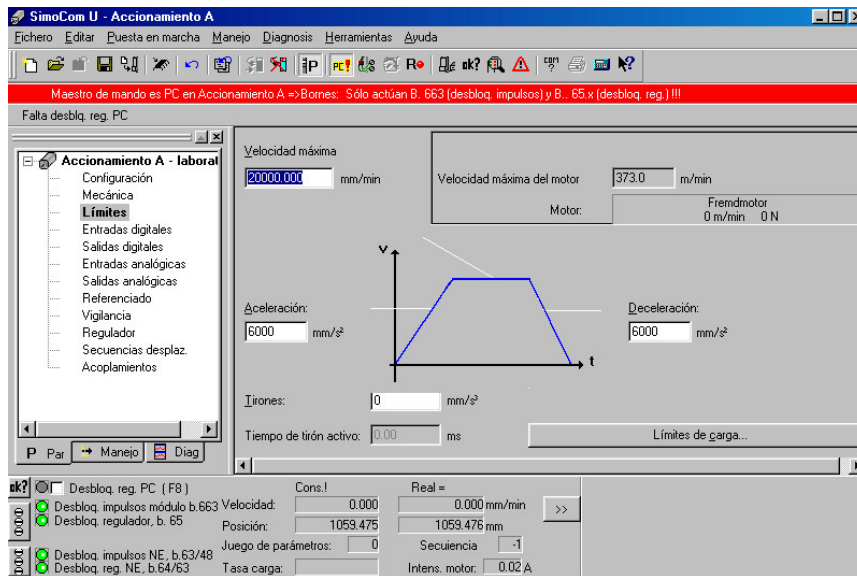 SimoCom U - Accionamiento A
Fichero Editar Puesta en marcha Manejo Diagnosis Herramientas Ayuda
P PC! R ok? com
Maestro de mando es PC en Accionamiento A =>Bornes: Sólo actúan B. 663 (desbloq. impulsos) y B.. 65.x (desbloq. reg.) !!!
Falta desblq. reg. PC
Accionamiento A - laborat
Configuración
Mecánica
Límites
Entradas digitales
Salidas digitales
Entradas analógicas
Salidas analógicas
Referenciado
Vigilancia
Regulador
Secuencias desplaz.
Acoplamientos
P Par Manejo Diag
Velocidad máxima
20000.000 mm/min
Velocidad máxima del motor 373.0 m/min
Motor: Fremdmotor
0 m/min 0 N
v
t
Aceleración:
6000 mm/s²
Deceleración:
6000 mm/s²
Tirones: 0 mm/s³
Tiempo de tirón activo: 0.00 ms
Límites de carga...
ok? Desbloq. reg. PC (F8)
Desbloq. impulsos módulo b.663
Desbloq. regulador, b. 65
Desbloq. impulsos NE, b.63/48
Desbloq. reg. NE, b.64/63
Cons.! Real =
Velocidad: 0.000 0.000 mm/min >>
Posición: 1059.475 1059.476 mm
Juego de parámetros: 0 Secuiencia -1
Tasa carga: Intens. motor: 0.02 A